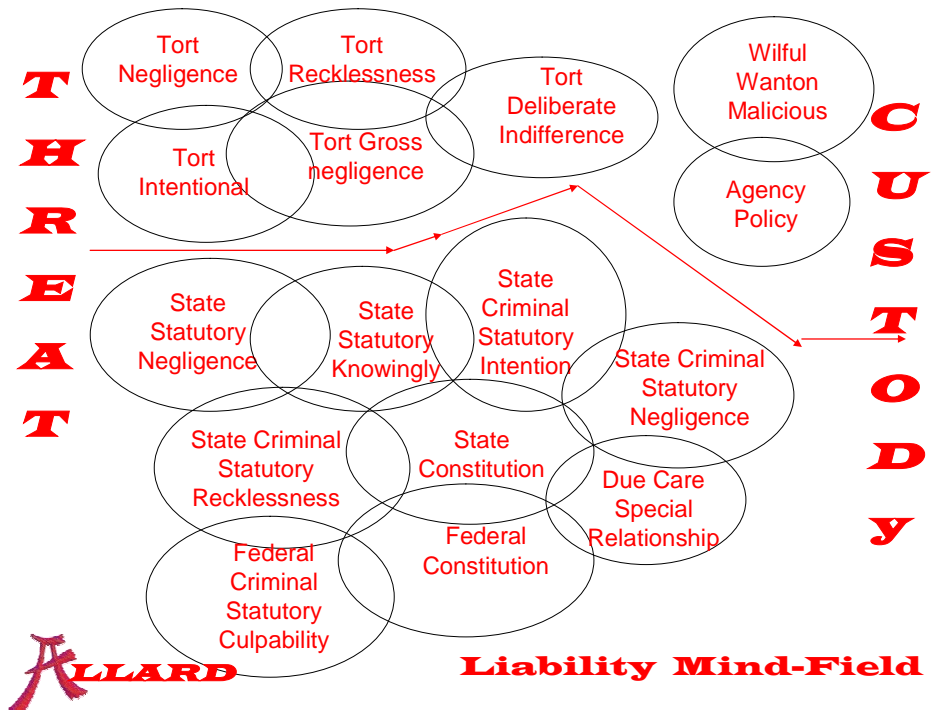 THREAT
Tort
Negligence
Tort
Recklessness
Tort
Deliberate
Indifference
Wilful
Wanton
Malicious
Tort
Intentional
Tort Gross
negligence
Agency
Policy
CUSTODy
State
Statutory
Negligence
State
Statutory
Knowingly
State
Criminal
Statutory
Intention
State Criminal
Statutory
Negligence
State Criminal
Statutory
Recklessness
State
Constitution
Due Care
Special
Relationship
Federal
Criminal
Statutory
Culpability
Federal
Constitution
ALLARD
Liability Mind-Field